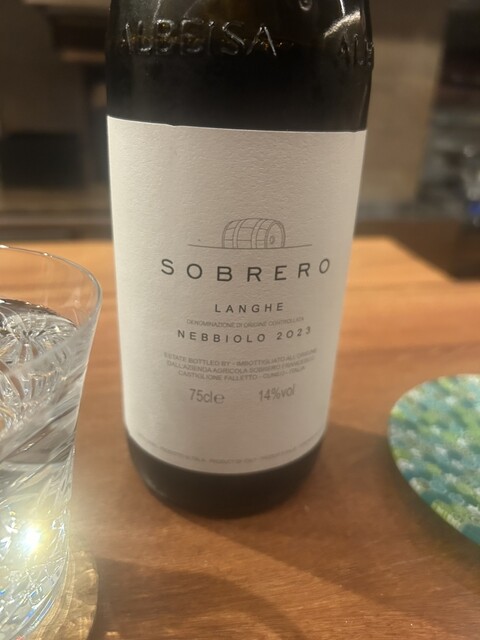 ALBEISA
SOBRERO
LANGHE
DENOMINAZIONE DI ORIGINE CONTROLLATA
NEBBIOLO 2023
ESTATE BOTTLED BY - IMBOTTIGLIATO ALL'ORIGINE
DALL'AZIENDA AGRICOLA SOBRERO FRANCESCO
CASTIGLIONE FALLETTO - CUNEO - ITALIA
75cl e 14%vol